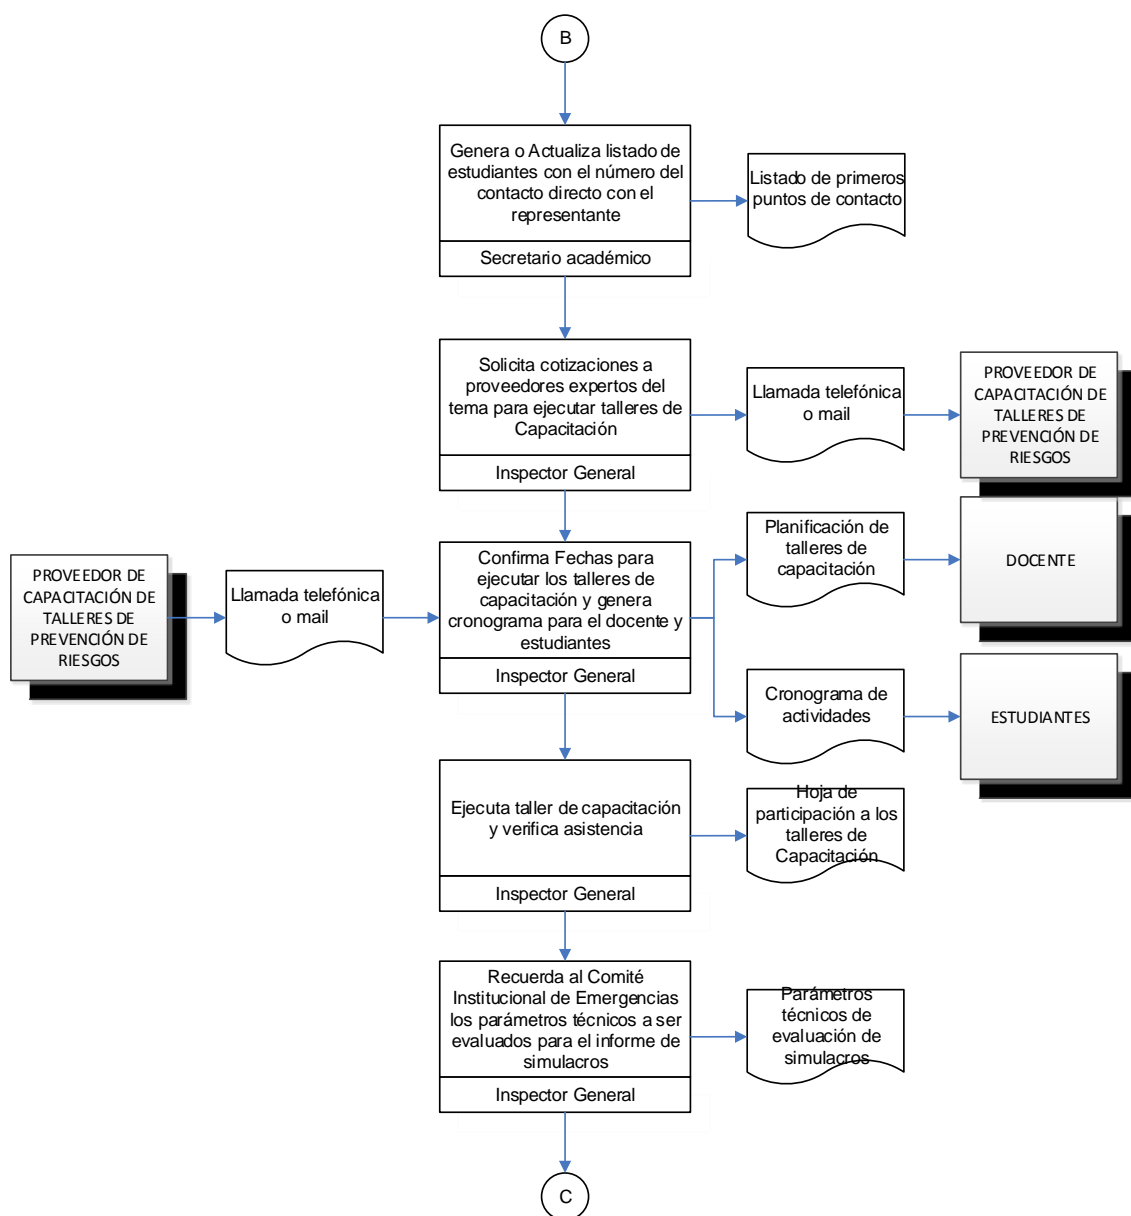 B
Genera o Actualiza listado de
estudiantes con el número del
contacto directo con el
representante
Secretario académico
Listado de primeros
puntos de contacto
Solicita cotizaciones a
proveedores expertos del
tema para ejecutar talleres de
Capacitación
Inspector General
Llamada telefónica
o mail
PROVEEDOR DE
CAPACITACIÓN DE
TALLERES DE
PREVENCIÓN DE
RIESGOS
PROVEEDOR DE
CAPACITACIÓN DE
TALLERES DE
PREVENCIÓN DE
RIESGOS
Llamada telefónica
o mail
Confirma Fechas para
ejecutar los talleres de
capacitación y genera
cronograma para el docente y
estudiantes
Inspector General
Planificación de
talleres de
capacitación
DOCENTE
Cronograma de
actividades
ESTUDIANTES
Ejecuta taller de capacitación
y verifica asistencia
Inspector General
Hoja de
participación a los
talleres de
Capacitación
Recuerda al Comité
Institucional de Emergencias
los parámetros técnicos a ser
evaluados para el informe de
simulacros
Inspector General
Parámetros
técnicos de
evaluación de
simulacros
C